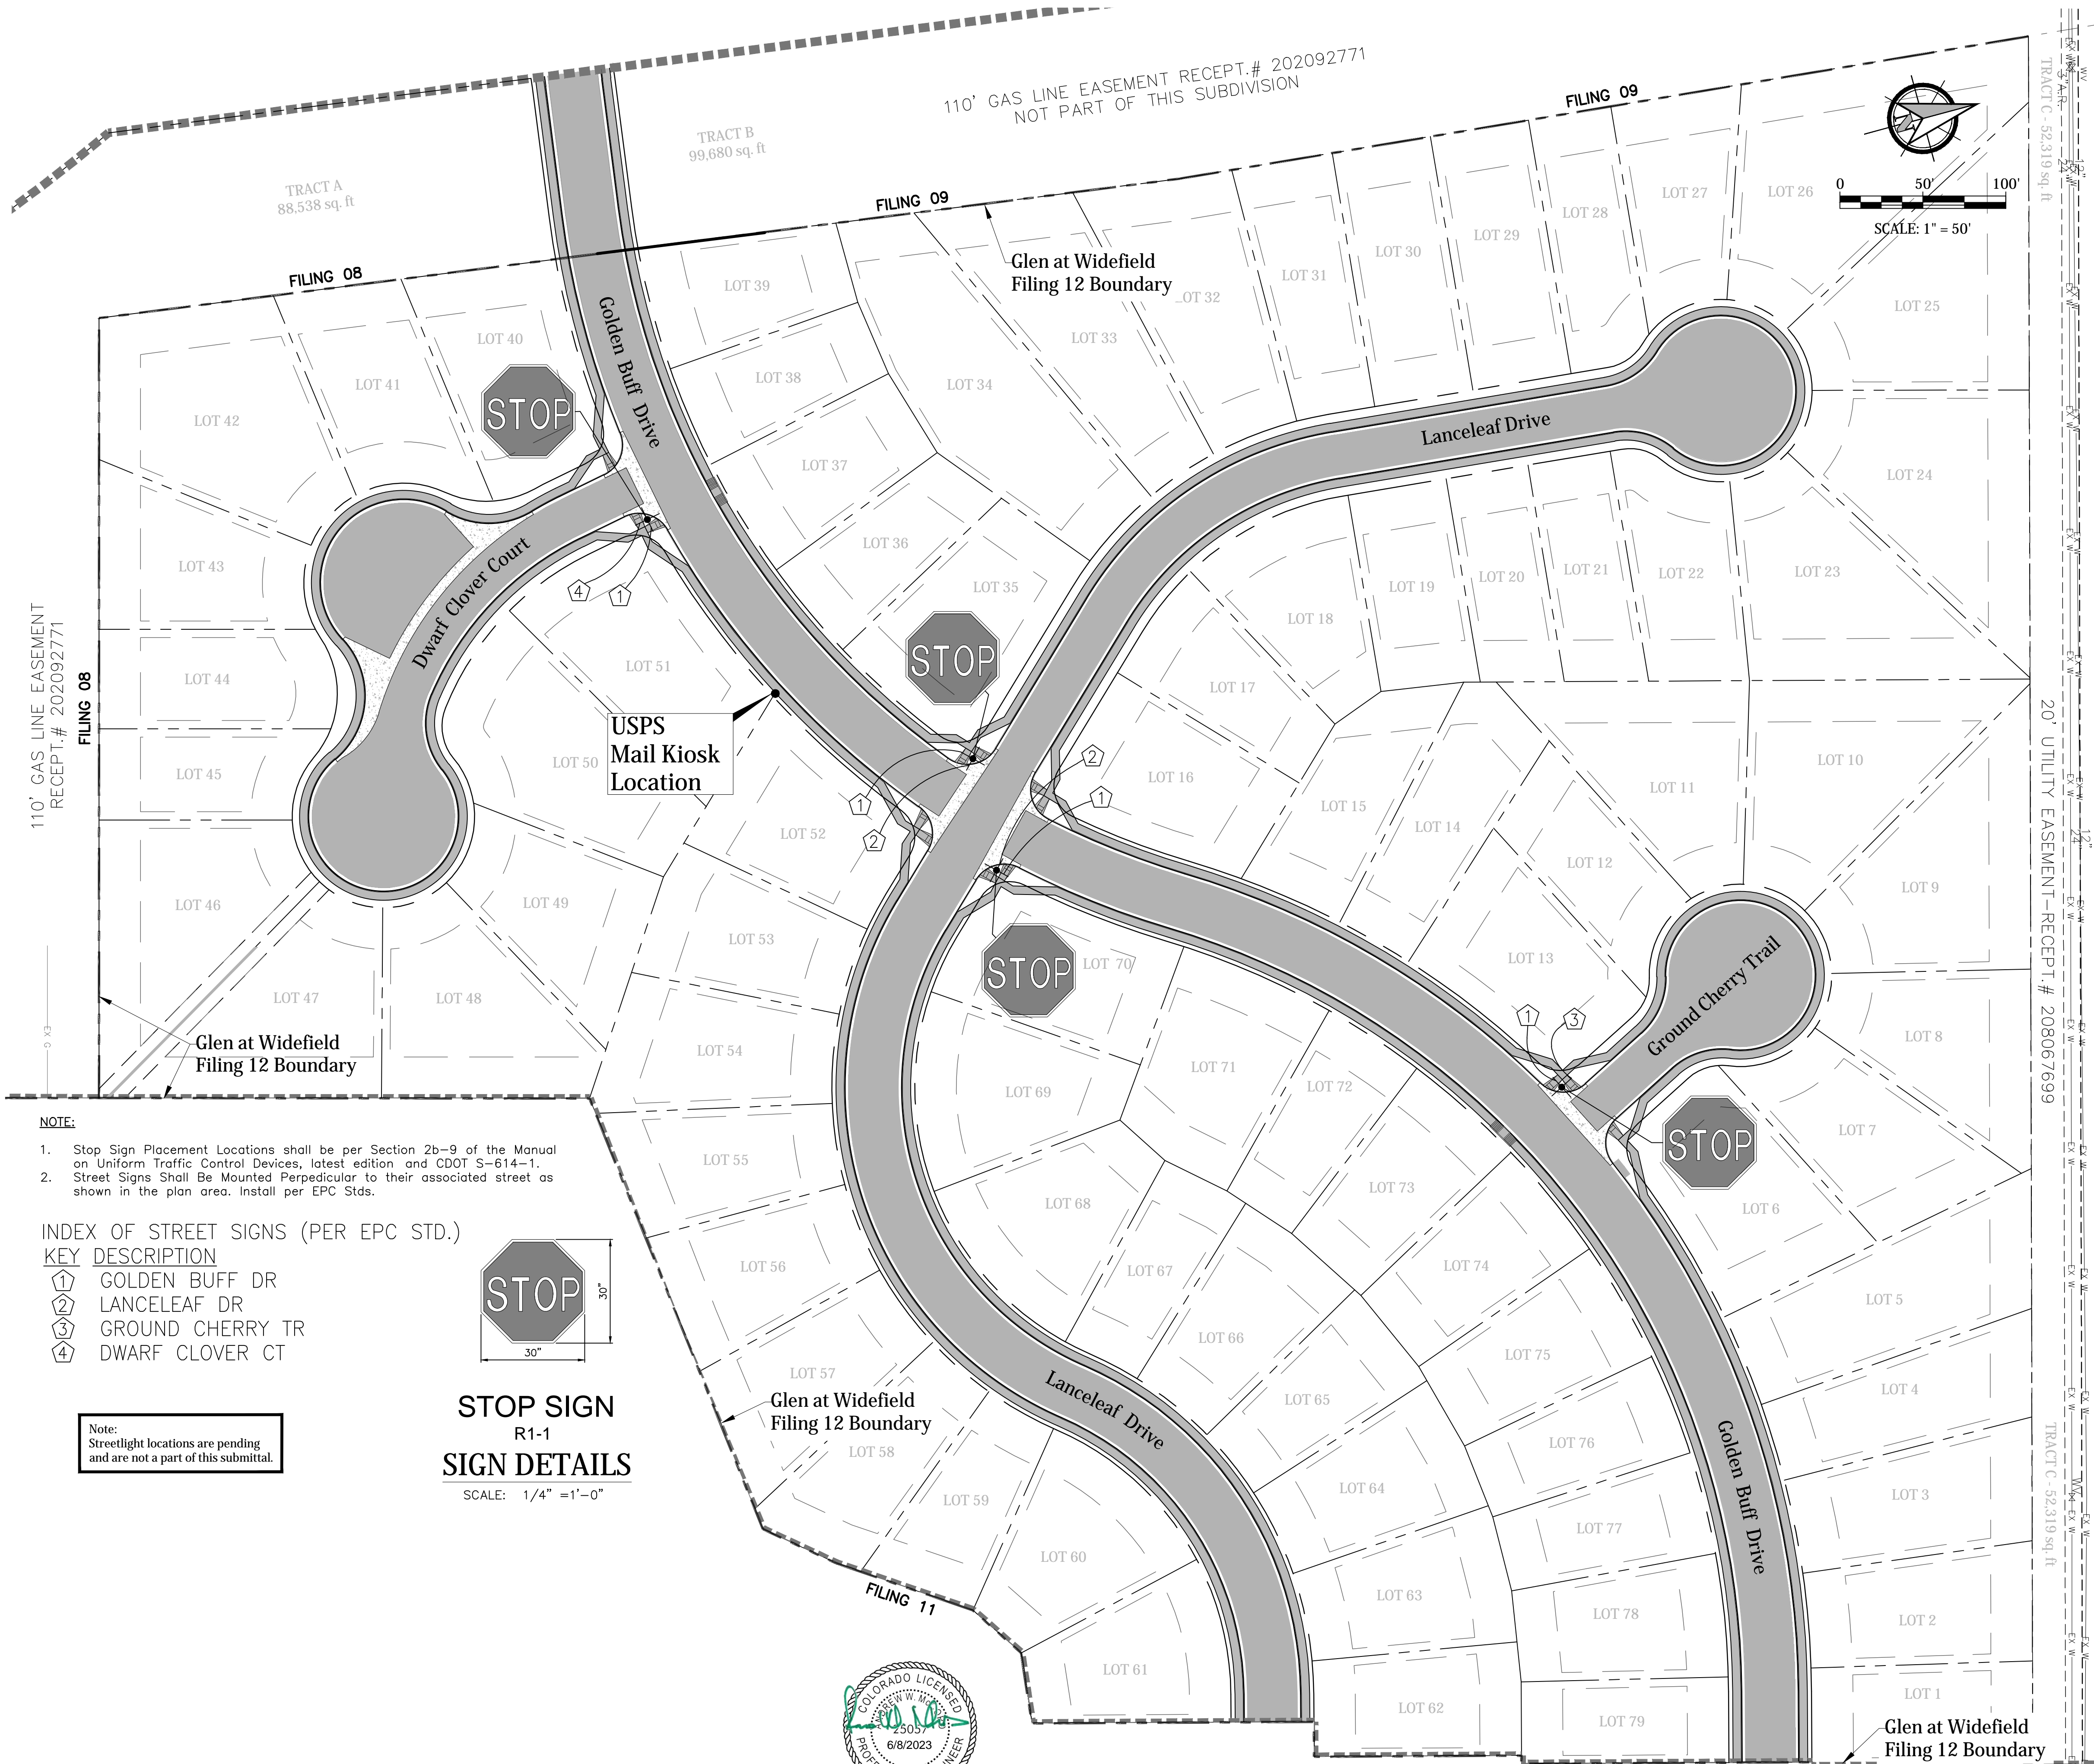 110' GAS LINE EASEMENT RECEPT.# 202092771
NOT PART OF THIS SUBDIVISION
FILING 09
TRACT B
99,680 sq. ft
TRACT A
88,538 sq. ft
FILING 09
FILING 08
Glen at Widefield
Filing 12 Boundary
0 50' 100'
SCALE: 1" = 50'
TRACT C - 52,319 sq. ft
LOT 26
LOT 27
LOT 28
LOT 29
LOT 30
LOT 31
OT 32
LOT 33
LOT 34
LOT 39
LOT 38
LOT 37
LOT 36
LOT 35
LOT 40
LOT 41
LOT 42
LOT 43
LOT 44
LOT 45
LOT 46
LOT 47
LOT 48
LOT 49
LOT 50
LOT 51
LOT 52
LOT 53
LOT 54
LOT 55
LOT 56
LOT 57
LOT 58
LOT 59
LOT 60
LOT 61
LOT 25
LOT 24
LOT 23
LOT 22
LOT 21
LOT 20
LOT 19
LOT 18
LOT 17
LOT 16
LOT 15
LOT 14
LOT 13
LOT 12
LOT 11
LOT 10
LOT 9
LOT 8
LOT 7
LOT 6
LOT 5
LOT 4
LOT 3
LOT 2
LOT 1
LOT 70
LOT 69
LOT 71
LOT 72
LOT 73
LOT 68
LOT 67
LOT 74
LOT 66
LOT 75
LOT 65
LOT 76
LOT 64
LOT 77
LOT 63
LOT 78
LOT 62
LOT 79
Golden Buff Drive
Lanceleaf Drive
Dwarf Clover Court
Ground Cherry Trail
Lanceleaf Drive
Golden Buff Drive
STOP
STOP
STOP
STOP
4
1
1
2
2
1
1
3
USPS
Mail Kiosk
Location
110' GAS LINE EASEMENT
RECEPT.# 202092771
FILING 08
EX G
20' UTILITY EASEMENT-RECEPT.# 208067699
TRACT C - 52,319 sq. ft
Glen at Widefield
Filing 12 Boundary
NOTE:
1. Stop Sign Placement Locations shall be per Section 2b-9 of the Manual
on Uniform Traffic Control Devices, latest edition and CDOT S-614-1.
2. Street Signs Shall Be Mounted Perpedicular to their associated street as
shown in the plan area. Install per EPC Stds.
INDEX OF STREET SIGNS (PER EPC STD.)
KEY DESCRIPTION
1 GOLDEN BUFF DR
2 LANCELEAF DR
3 GROUND CHERRY TR
4 DWARF CLOVER CT
STOP
30"
30"
STOP SIGN
R1-1
SIGN DETAILS
SCALE: 1/4" =1'-0"
Note:
Streetlight locations are pending
and are not a part of this submittal.
Glen at Widefield
Filing 12 Boundary
FILING 11
COLORADO LICENSED
25057
6/8/2023
Glen at Widefield
Filing 12 Boundary